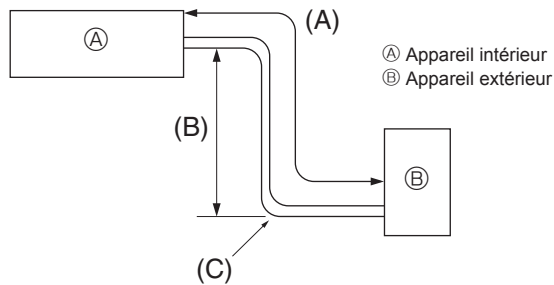 (A)
Ⓐ
Ⓐ Appareil intérieur
Ⓑ Appareil extérieur
(B)
Ⓑ
(C)